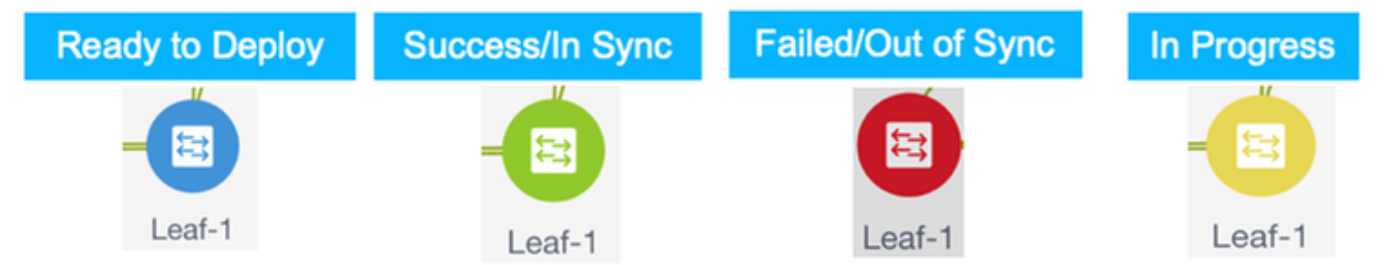 Ready to Deploy
Success/In Sync
Failed/Out of Sync
In Progress
Leaf-1
Leaf-1
Leaf-1
Leaf-1